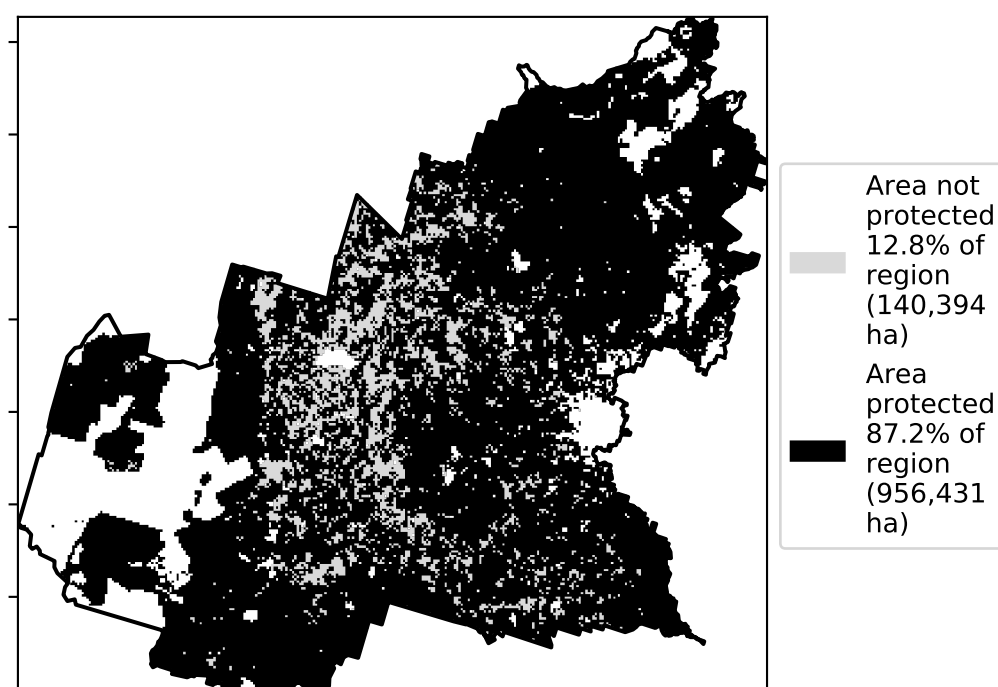 Area not
protected
12.8% of
region
(140,394
ha)
Area
protected
87.2% of
region
(956,431
ha)